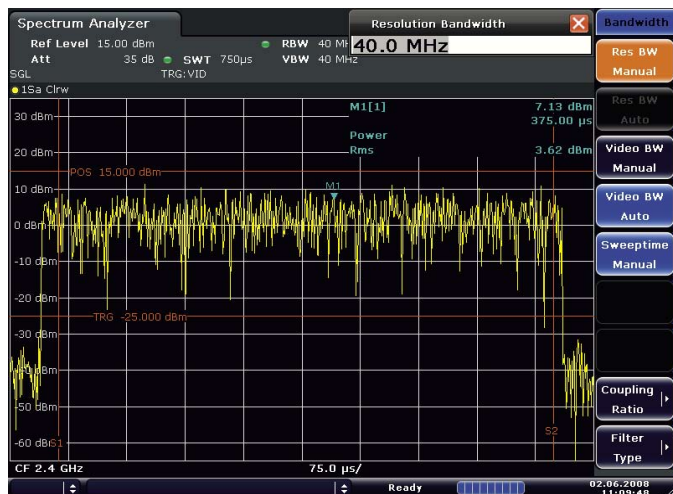 Spectrum Analyzer
Resolution Bandwidth
Bandwidth
Ref Level 15.00 dBm
RBW 40 MH
40.0 MHz
Att 35 dB SWT 750µs VBW 40 MHz
SGL TRG:VID
1Sa Clrw
M1[1] 7.13 dBm
375.00 µs
Power
Rms 3.62 dBm
30 dBm
20 dBm
POS 15.000 dBm
10 dBm
M1
0 dBm
-10 dBm
-20 dBm
TRG -25.000 dBm
-30 dBm
-40 dBm
-50 dBm
-60 dBm
S1
S2
CF 2.4 GHz 75.0 µs/
Ready
02.06.2008
11:09:48
Res BW
Manual
Res BW
Auto
Video BW
Manual
Video BW
Auto
Sweeptime
Manual
Coupling
Ratio
Filter
Type